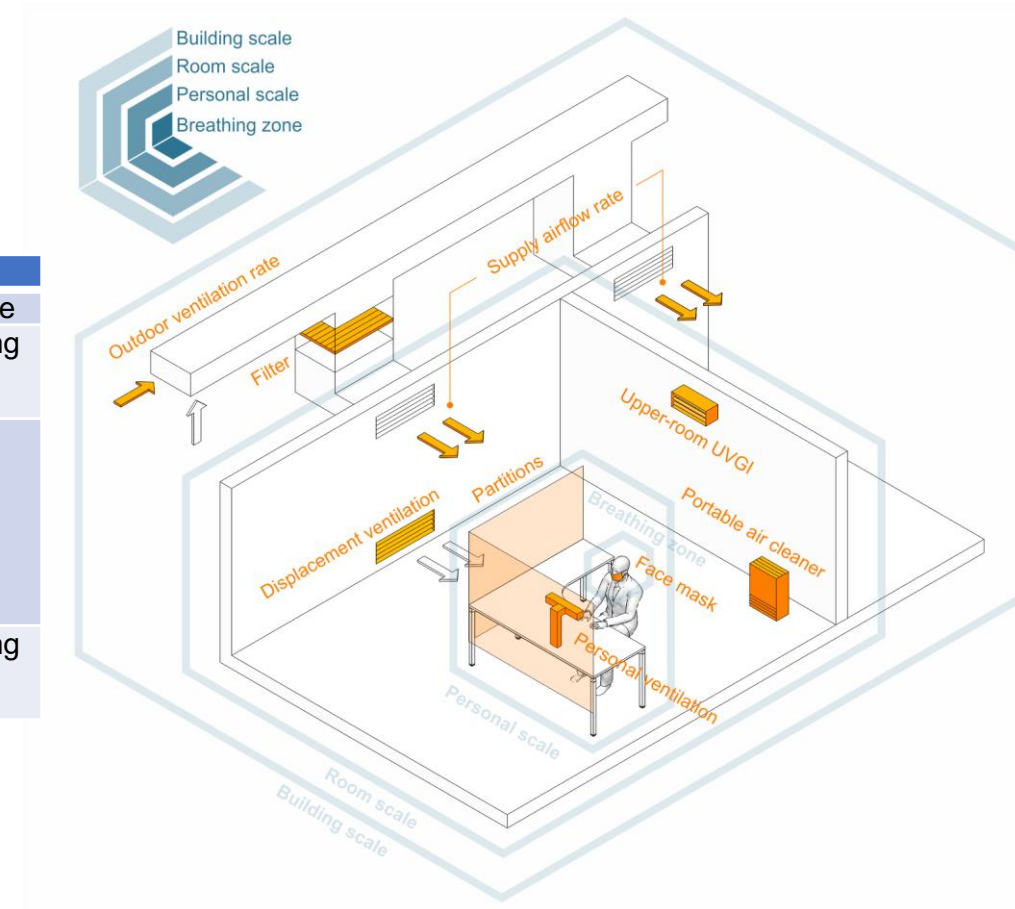 Building scale
Room scale
Personal scale
Breathing zone
Supply airflow rate
Outdoor ventilation rate
Filter
Upper-room UVGI
Partitions
Displacement ventilation
Breathing zone
Portable air cleaner
Face mask
Personal ventilation
Personal scale
Room scale
Building scale